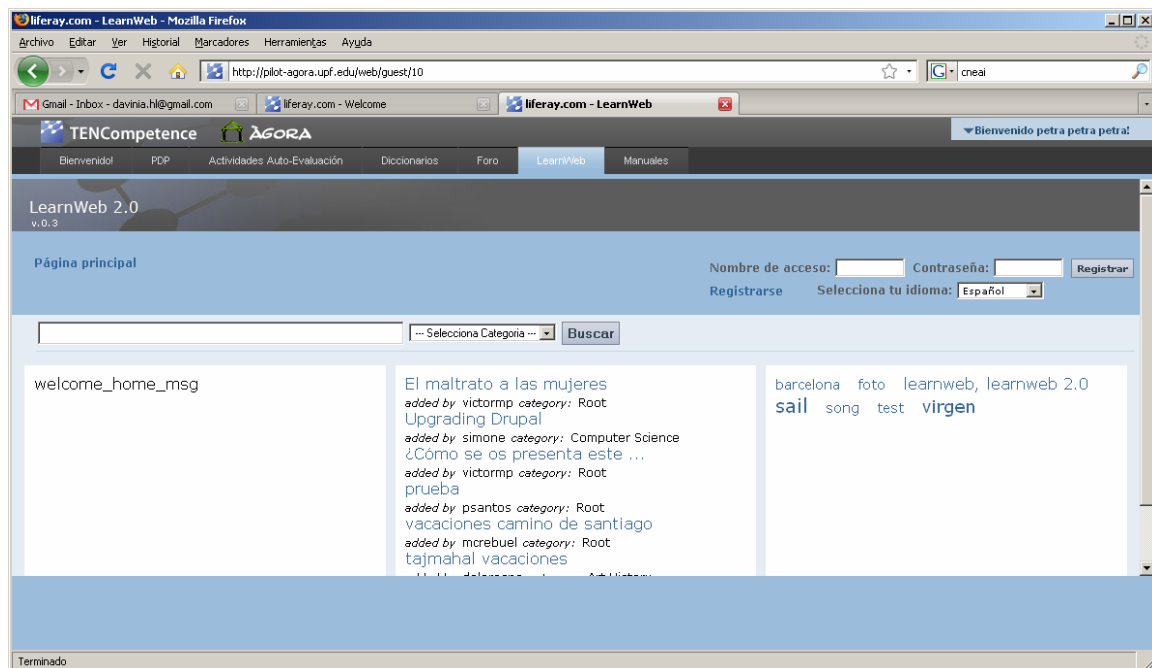 liferay.com - LearnWeb - Mozilla Firefox
Archivo Editar Ver Historial Marcadores Herramientas Ayuda
http://pilot-agora.upf.edu/web/guest/10 G cneai
Gmail - Inbox - davinia.hl@gmail.com liferay.com - Welcome liferay.com - LearnWeb
TENCompetence ÀGORA Bienvenido petra petra petra!
Bienvenido! PDP Actividades Auto-Evaluación Diccionarios Foro LearnWeb Manuales
LearnWeb 2.0
v.0.3
Página principal
Nombre de acceso: Contraseña: Registrar
Registrarse Selecciona tu idioma: Español
--- Selecciona Categoria --- Buscar
welcome_home_msg
El maltrato a las mujeres
added by victormp category: Root
Upgrading Drupal
added by simone category: Computer Science
¿Cómo se os presenta este ...
added by victormp category: Root
prueba
added by psantos category: Root
vacaciones camino de santiago
added by mcrebuel category: Root
tajmahal vacaciones
barcelona foto learnweb, learnweb 2.0
sail song test virgen
Terminado